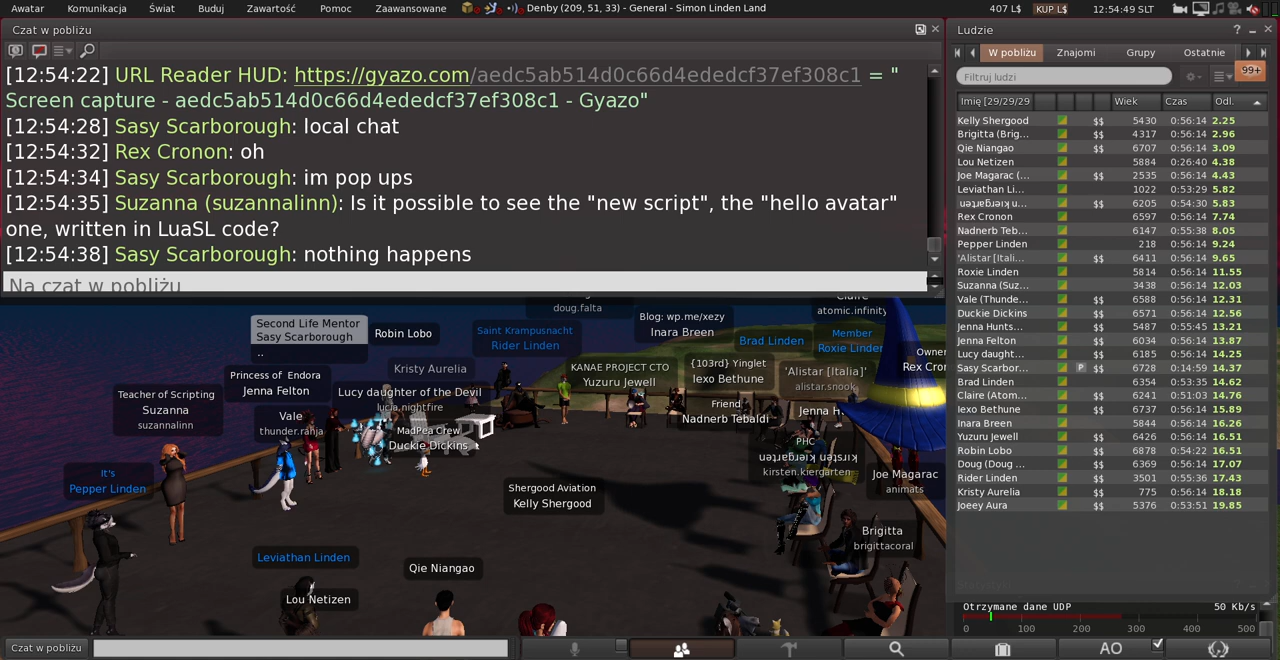 Awatar Komunikacja Świat Buduj Zawartość Pomoc Zaawansowane Denby (209, 51, 33) - General - Simon Linden Land 407 L$ KUP L$ 12:54:49 SLT
Czat w pobliżu
[12:54:22] URL Reader HUD: https://gyazo.com/aedc5ab514d0c66d4ededcf37ef308c1 = "
Screen capture - aedc5ab514d0c66d4ededcf37ef308c1 - Gyazo"
[12:54:28] Sasy Scarborough: local chat
[12:54:32] Rex Cronon: oh
[12:54:34] Sasy Scarborough: im pop ups
[12:54:35] Suzanna (suzannalinn): Is it possible to see the "new script", the "hello avatar"
one, written in LuaSL code?
[12:54:38] Sasy Scarborough: nothing happens
Na czat w pobliżu
doug.falta
Claire
atomic.infinity
Second Life Mentor
Sasy Scarborough
..
Robin Lobo
Saint Krampusnacht
Rider Linden
Blog: wp.me/xezy
Inara Breen
Brad Linden
Member
Roxie Linden
Owner
Rex Cron
Kristy Aurelia
KANAE PROJECT CTO
Yuzuru Jewell
{103rd} Yinglet
Iexo Bethune
'Alistar [Italia]'
alistar.snook
Princess of Endora
Jenna Felton
Lucy daughter of the Devil
lucia.nightfire
Teacher of Scripting
Suzanna
suzannalinn
Vale
thunder.ranja
MadPea Crew
Duckie Dickins
Friend
Nadnerb Tebaldi
Jenna H
PHC
uǝʇɹɐƃɹǝıʞ uǝʇsɹıʞ
kirsten.kiergarten
Joe Magarac
animats
It's
Pepper Linden
Shergood Aviation
Kelly Shergood
Brigitta
brigittacoral
Leviathan Linden
Qie Niangao
Lou Netizen
Czat w pobliżu
AO
Ludzie
W pobliżu Znajomi Grupy Ostatnie
Filtruj ludzi
99+
Imię [29/29/29 Wiek Czas Odl.
Kelly Shergood $$ 5430 0:56:14 2.25
Brigitta (Brig... $$ 4317 0:56:14 2.96
Qie Niangao $$ 6707 0:56:14 3.09
Lou Netizen 5884 0:26:40 4.38
Joe Magarac (... $$ 2535 0:56:14 4.43
Leviathan Li... 1022 0:53:29 5.82
uǝʇɹɐƃɹǝıʞ u... $$ 6205 0:54:30 5.83
Rex Cronon 6597 0:56:14 7.74
Nadnerb Teb... 6147 0:55:38 8.05
Pepper Linden 218 0:56:14 9.24
'Alistar [Itali... $$ 6411 0:56:14 9.65
Roxie Linden 5814 0:56:14 11.55
Suzanna (Suz... 3438 0:56:14 12.03
Vale (Thunde... $$ 6588 0:56:14 12.31
Duckie Dickins $$ 6571 0:56:14 12.56
Jenna Hunts... $$ 5487 0:55:45 13.21
Jenna Felton $$ 6034 0:56:14 13.87
Lucy daught... $$ 6185 0:56:14 14.25
Sasy Scarbor... P $$ 6728 0:14:59 14.37
Brad Linden 6354 0:53:35 14.62
Claire (Atom... $$ 6241 0:51:03 14.76
Iexo Bethune $$ 6737 0:56:14 15.89
Inara Breen 5844 0:56:14 16.26
Yuzuru Jewell $$ 6426 0:56:14 16.51
Robin Lobo $$ 6878 0:54:22 16.51
Doug (Doug ... $$ 6369 0:56:14 17.07
Rider Linden $$ 3501 0:55:36 17.43
Kristy Aurelia $$ 775 0:56:14 18.18
Joeey Aura $$ 5376 0:53:51 19.85
Otrzymane dane UDP 50 Kb/s
0 100 200 300 400 500